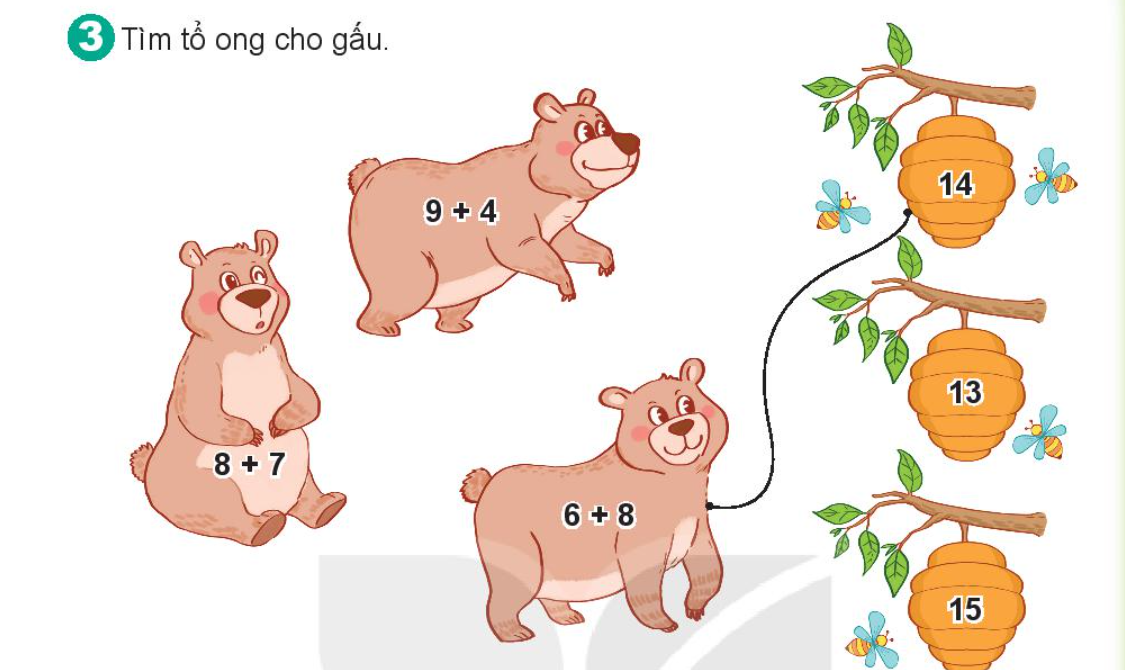 3 Tìm tổ ong cho gấu.
9 + 4
14
13
8 + 7
6 + 8
15